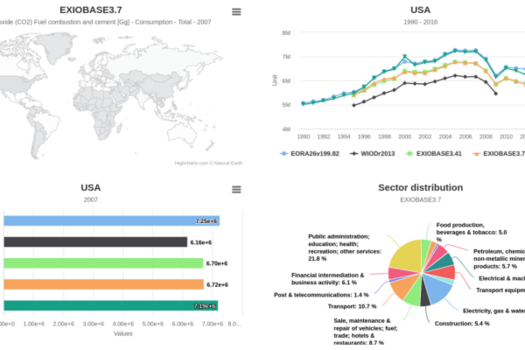 EXIOBASE3.7
oxide (CO2) Fuel combustion and cement [Gg] - Consumption - Total - 2007
Highcharts.com © Natural Earth
USA
1990 - 2016
Unit
8M
7M
6M
5M
4M
1990 1992 1994 1996 1998 2000 2002 2004 2006 2008 2010
EORA26v199.82 WIODr2013 EXIOBASE3.41 EXIOBASE3.7
USA
2007
7.25e+6
6.16e+6
6.70e+6
6.72e+6
7.19e+6
00e+0 1.00e+6 2.00e+6 3.00e+6 4.00e+6 5.00e+6 6.00e+6 7.00e+6 8.0…
Values
Sector distribution
EXIOBASE3.7
Food production,
beverages & tobacco: 5.0
%
Public administration;
education; health;
recreation; other services:
21.8 %
Petroleum, chemic
non-metallic miner
products: 5.7 %
Financial intermediation &
business activity: 6.1 %
Electrical & mach
Transport equipm
Post & telecommunications: 1.4 %
Transport: 10.7 %
Electricity, gas & water
Construction: 5.4 %
Sale, maintenance &
repair of vehicles; fuel;
trade; hotels &
restaurants: 8.7 %